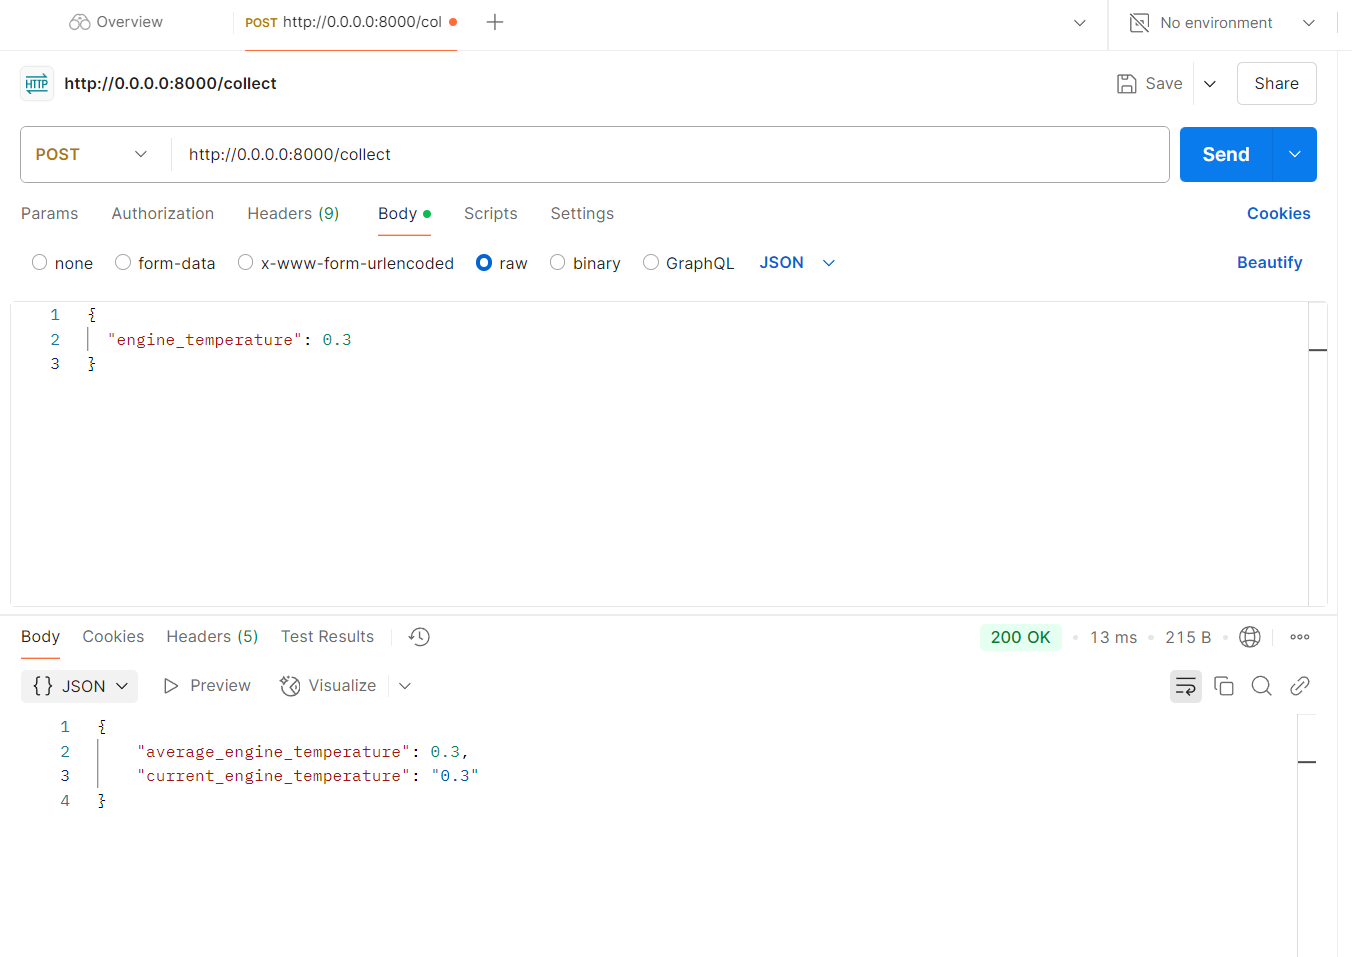 Overview
POST http://0.0.0.0:8000/col
No environment
HTTP http://0.0.0.0:8000/collect
Save
Share
POST
http://0.0.0.0:8000/collect
Send
Params
Authorization
Headers (9)
Body
Scripts
Settings
Cookies
none
form-data
x-www-form-urlencoded
raw
binary
GraphQL
JSON
Beautify
1 {
2 "engine_temperature": 0.3
3 }
Body
Cookies
Headers (5)
Test Results
200 OK
13 ms
215 B
{} JSON
Preview
Visualize
1 {
2 "average_engine_temperature": 0.3,
3 "current_engine_temperature": "0.3"
4 }